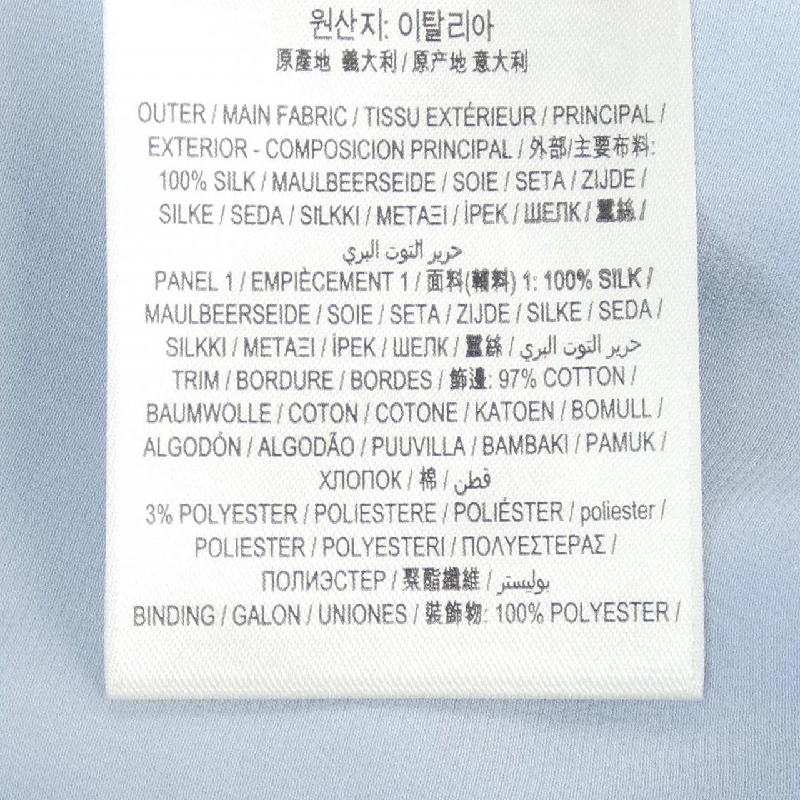 원산지: 이탈리아
原產地 義大利 / 原产地 意大利
OUTER / MAIN FABRIC / TISSU EXTÉRIEUR / PRINCIPAL /
EXTERIOR - COMPOSICION PRINCIPAL / 外部/主要布料:
100% SILK / MAULBEERSEIDE / SOIE / SETA / ZIJDE /
SILKE / SEDA / SILKKI / ΜΕΤΑΞΙ / İPEK / ШЕЛК / 蠶絲 /
حرير التوت البري
PANEL 1 / EMPIÈCEMENT 1 / 面料(輔料) 1: 100% SILK /
MAULBEERSEIDE / SOIE / SETA / ZIJDE / SILKE / SEDA /
SILKKI / ΜΕΤΑΞΙ / İPEK / ШЕЛК / 蠶絲 / حرير التوت البري
TRIM / BORDURE / BORDES / 飾邊: 97% COTTON /
BAUMWOLLE / COTON / COTONE / KATOEN / BOMULL /
ALGODÓN / ALGODÃO / PUUVILLA / BAMBAKI / PAMUK /
ХЛОПОК / 棉 / قطن
3% POLYESTER / POLIESTERE / POLIÉSTER / poliester /
POLIESTER / POLYESTERI / ΠΟΛΥΕΣΤΕΡΑΣ /
ПОЛИЭСТЕР / 聚酯纖維 / بوليستر
BINDING / GALON / UNIONES / 裝飾物: 100% POLYESTER /